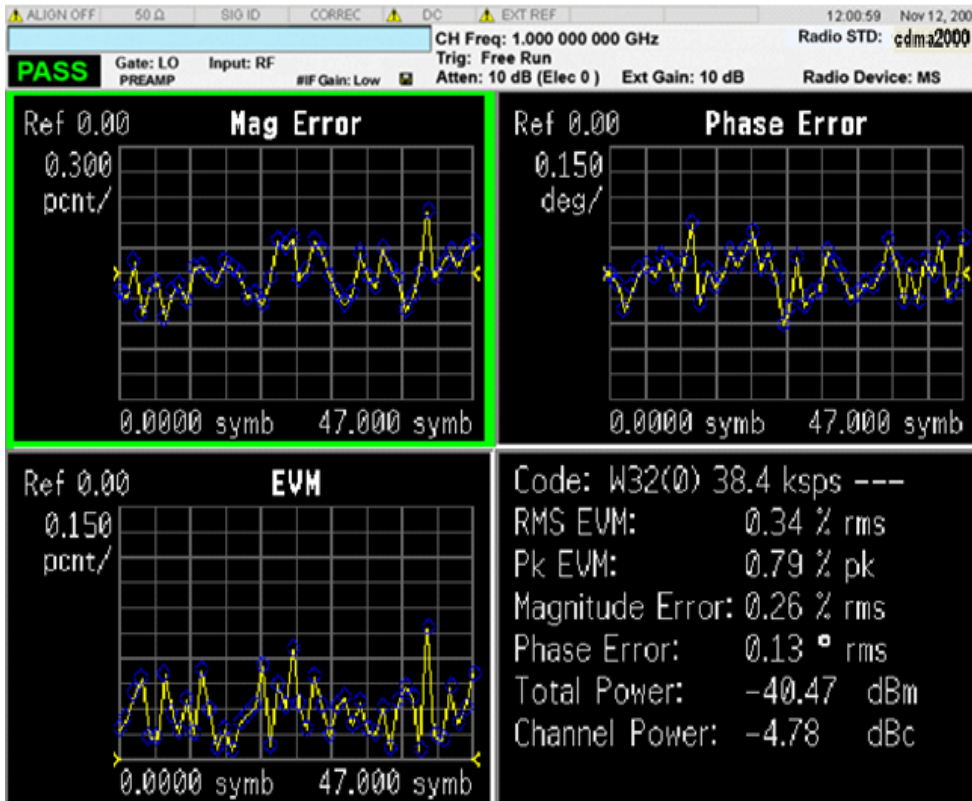 ALIGN OFF 50 Ω SIG ID CORREC DC EXT REF 12:00:59 Nov 12, 200
CH Freq: 1.000 000 000 GHz Radio STD: cdma2000
Trig: Free Run
PASS Gate: LO Input: RF
PREAMP #IF Gain: Low Atten: 10 dB (Elec 0 ) Ext Gain: 10 dB Radio Device: MS
Ref 0.00 Mag Error
0.300
pcnt/
0.0000 symb 47.000 symb
Ref 0.00 Phase Error
0.150
deg/
0.0000 symb 47.000 symb
Ref 0.00 EVM
0.150
pcnt/
0.0000 symb 47.000 symb
Code: W32(0) 38.4 ksps ---
RMS EVM: 0.34 % rms
Pk EVM: 0.79 % pk
Magnitude Error: 0.26 % rms
Phase Error: 0.13 ° rms
Total Power: -40.47 dBm
Channel Power: -4.78 dBc